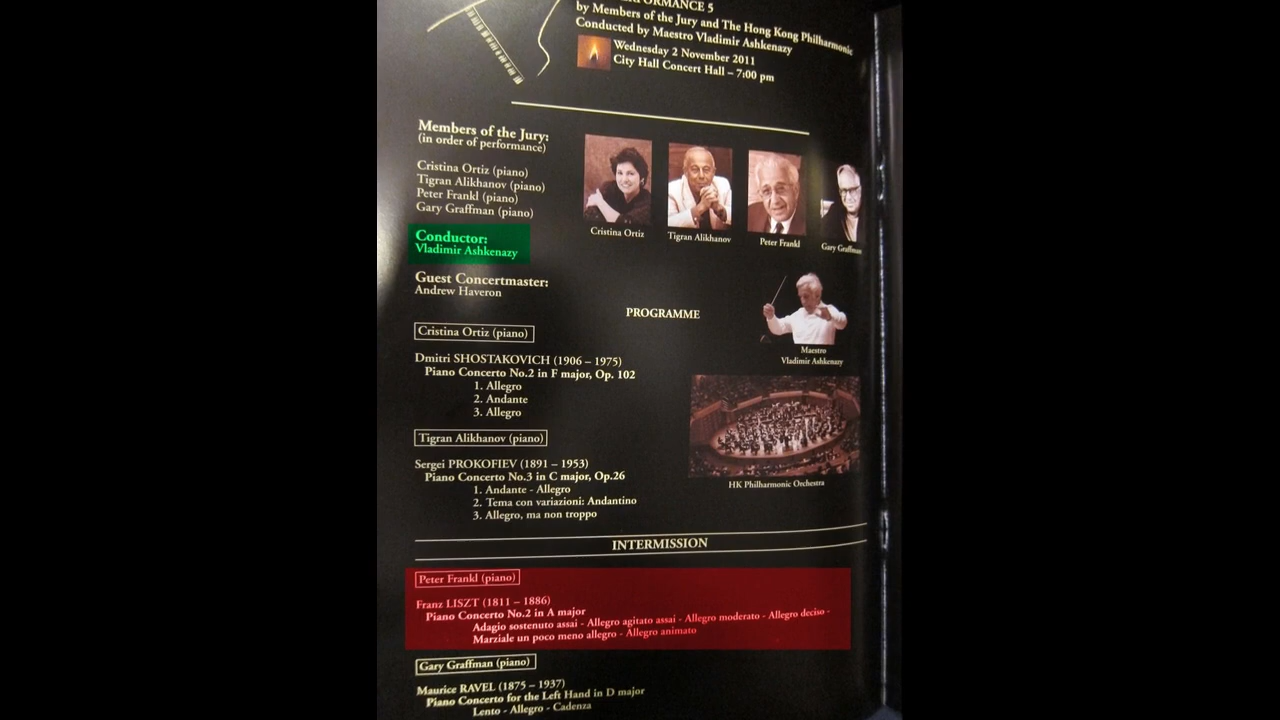 ORMANCE 5
by Members of the Jury and The Hong Kong Philharmonic
Conducted by Maestro Vladimir Ashkenazy
Wednesday 2 November 2011
City Hall Concert Hall – 7:00 pm
Members of the Jury:
(in order of performance)
Cristina Ortiz (piano)
Tigran Alikhanov (piano)
Peter Frankl (piano)
Gary Graffman (piano)
Cristina Ortiz
Tigran Alikhanov
Peter Frankl
Gary Graffman
Conductor:
Vladimir Ashkenazy
Guest Concertmaster:
Andrew Haveron
PROGRAMME
Maestro
Vladimir Ashkenazy
Cristina Ortiz (piano)
Dmitri SHOSTAKOVICH (1906 – 1975)
Piano Concerto No.2 in F major, Op. 102
1. Allegro
2. Andante
3. Allegro
Tigran Alikhanov (piano)
Sergei PROKOFIEV (1891 – 1953)
Piano Concerto No.3 in C major, Op.26
1. Andante - Allegro
2. Tema con variazioni: Andantino
3. Allegro, ma non troppo
HK Philharmonic Orchestra
INTERMISSION
Peter Frankl (piano)
Franz LISZT (1811 – 1886)
Piano Concerto No.2 in A major
Adagio sostenuto assai - Allegro agitato assai - Allegro moderato - Allegro deciso -
Marziale un poco meno allegro - Allegro animato
Gary Graffman (piano)
Maurice RAVEL (1875 – 1937)
Piano Concerto for the Left Hand in D major
Lento - Allegro - Cadenza